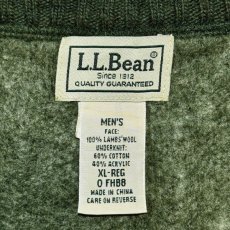 L.L.Bean
Since 1912
QUALITY GUARANTEED
MEN'S
FACE:
100% LAMBS' WOOL
UNDERKNIT:
60% COTTON
40% ACRYLIC
XL-REG
0 FHBB
MADE IN
CHINA
CARE ON REVERSE